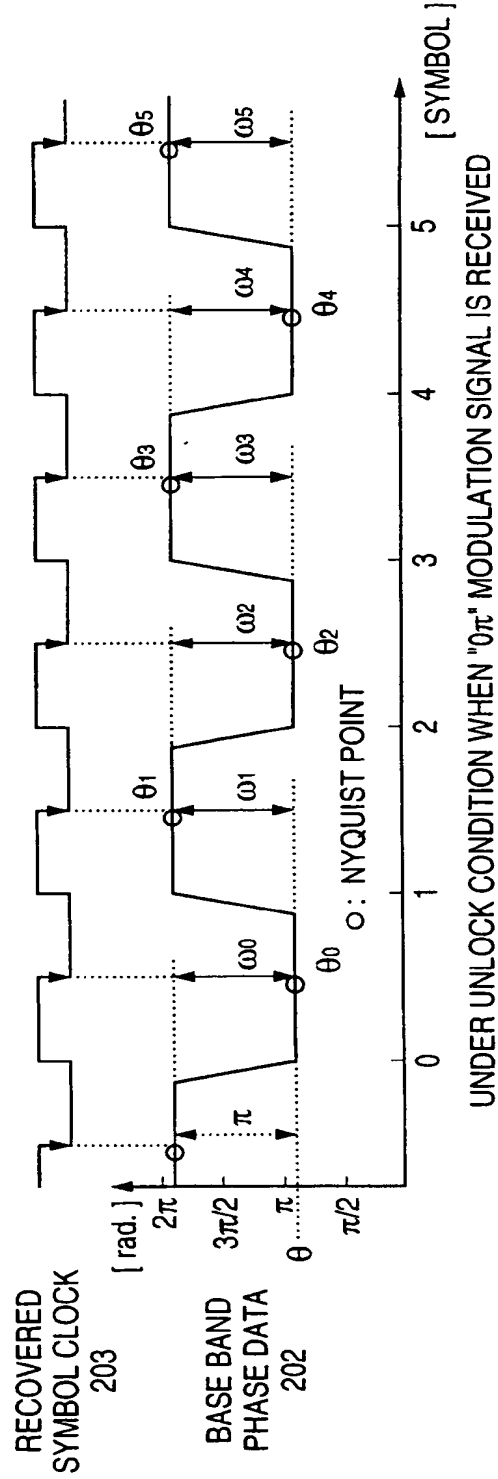 RECOVERED
SYMBOL CLOCK
203
BASE BAND
PHASE DATA
202
[ rad. ]
2π
3π/2
π
θ
π/2
π
ω0
ω1
ω2
ω3
ω4
ω5
θ0
θ1
θ2
θ3
θ4
θ5
○: NYQUIST POINT
0
1
2
3
4
5
[ SYMBOL ]
UNDER UNLOCK CONDITION WHEN "0π" MODULATION SIGNAL IS RECEIVED